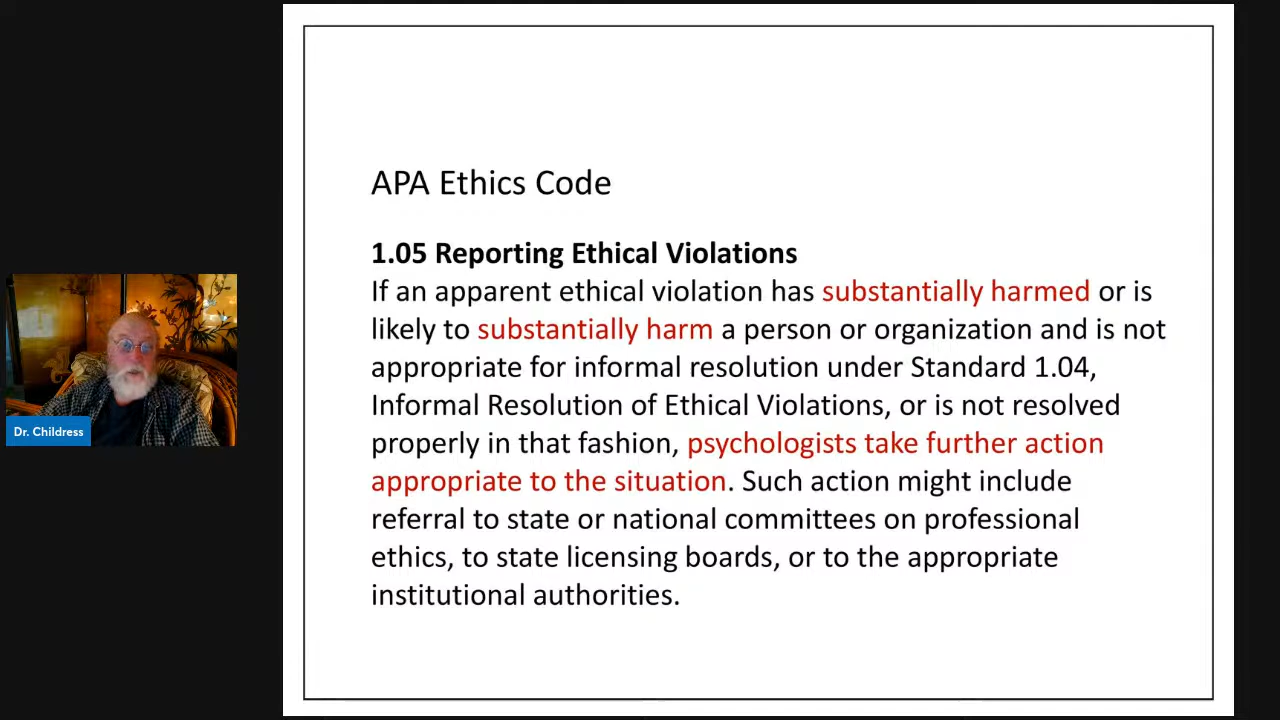 APA Ethics Code
1.05 Reporting Ethical Violations
If an apparent ethical violation has substantially harmed or is
likely to substantially harm a person or organization and is not
appropriate for informal resolution under Standard 1.04,
Informal Resolution of Ethical Violations, or is not resolved
properly in that fashion, psychologists take further action
appropriate to the situation. Such action might include
referral to state or national committees on professional
ethics, to state licensing boards, or to the appropriate
institutional authorities.
Dr. Childress